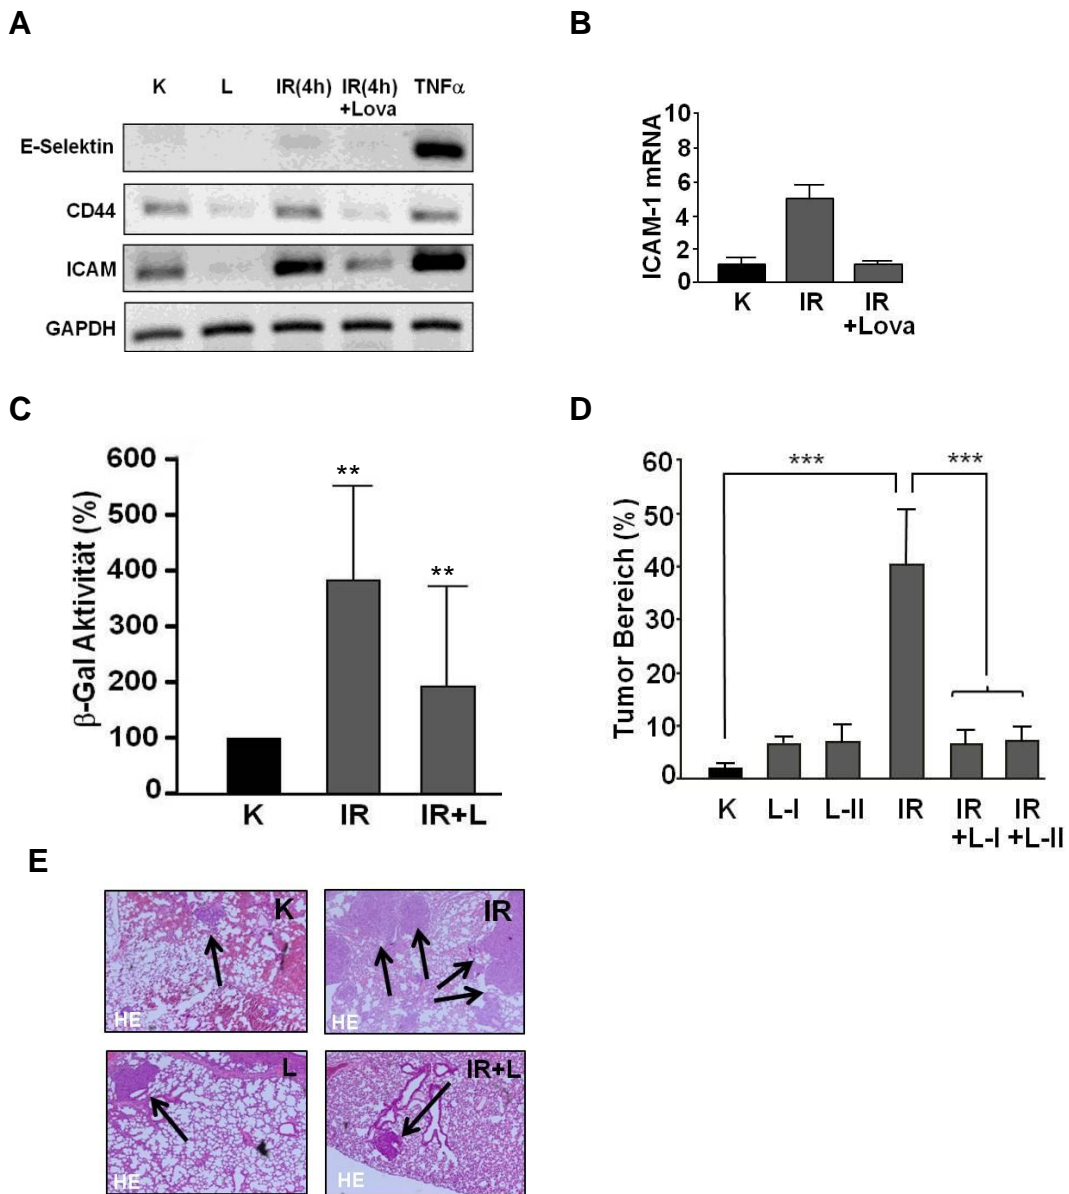 A
K L IR(4h) IR(4h) TNFα
+Lova
E-Selektin
CD44
ICAM
GAPDH
B
ICAM-1 mRNA
10
8
6
4
2
0
K IR IR
+Lova
C
β-Gal Aktivität (%)
600
500
400
300
200
100
0
**
**
K IR IR+L
D
Tumor Bereich (%)
60
50
40
30
20
10
0
*** ***
K L-I L-II IR IR IR
+L-I +L-II
E
K
HE
IR
HE
L
HE
IR+L
HE